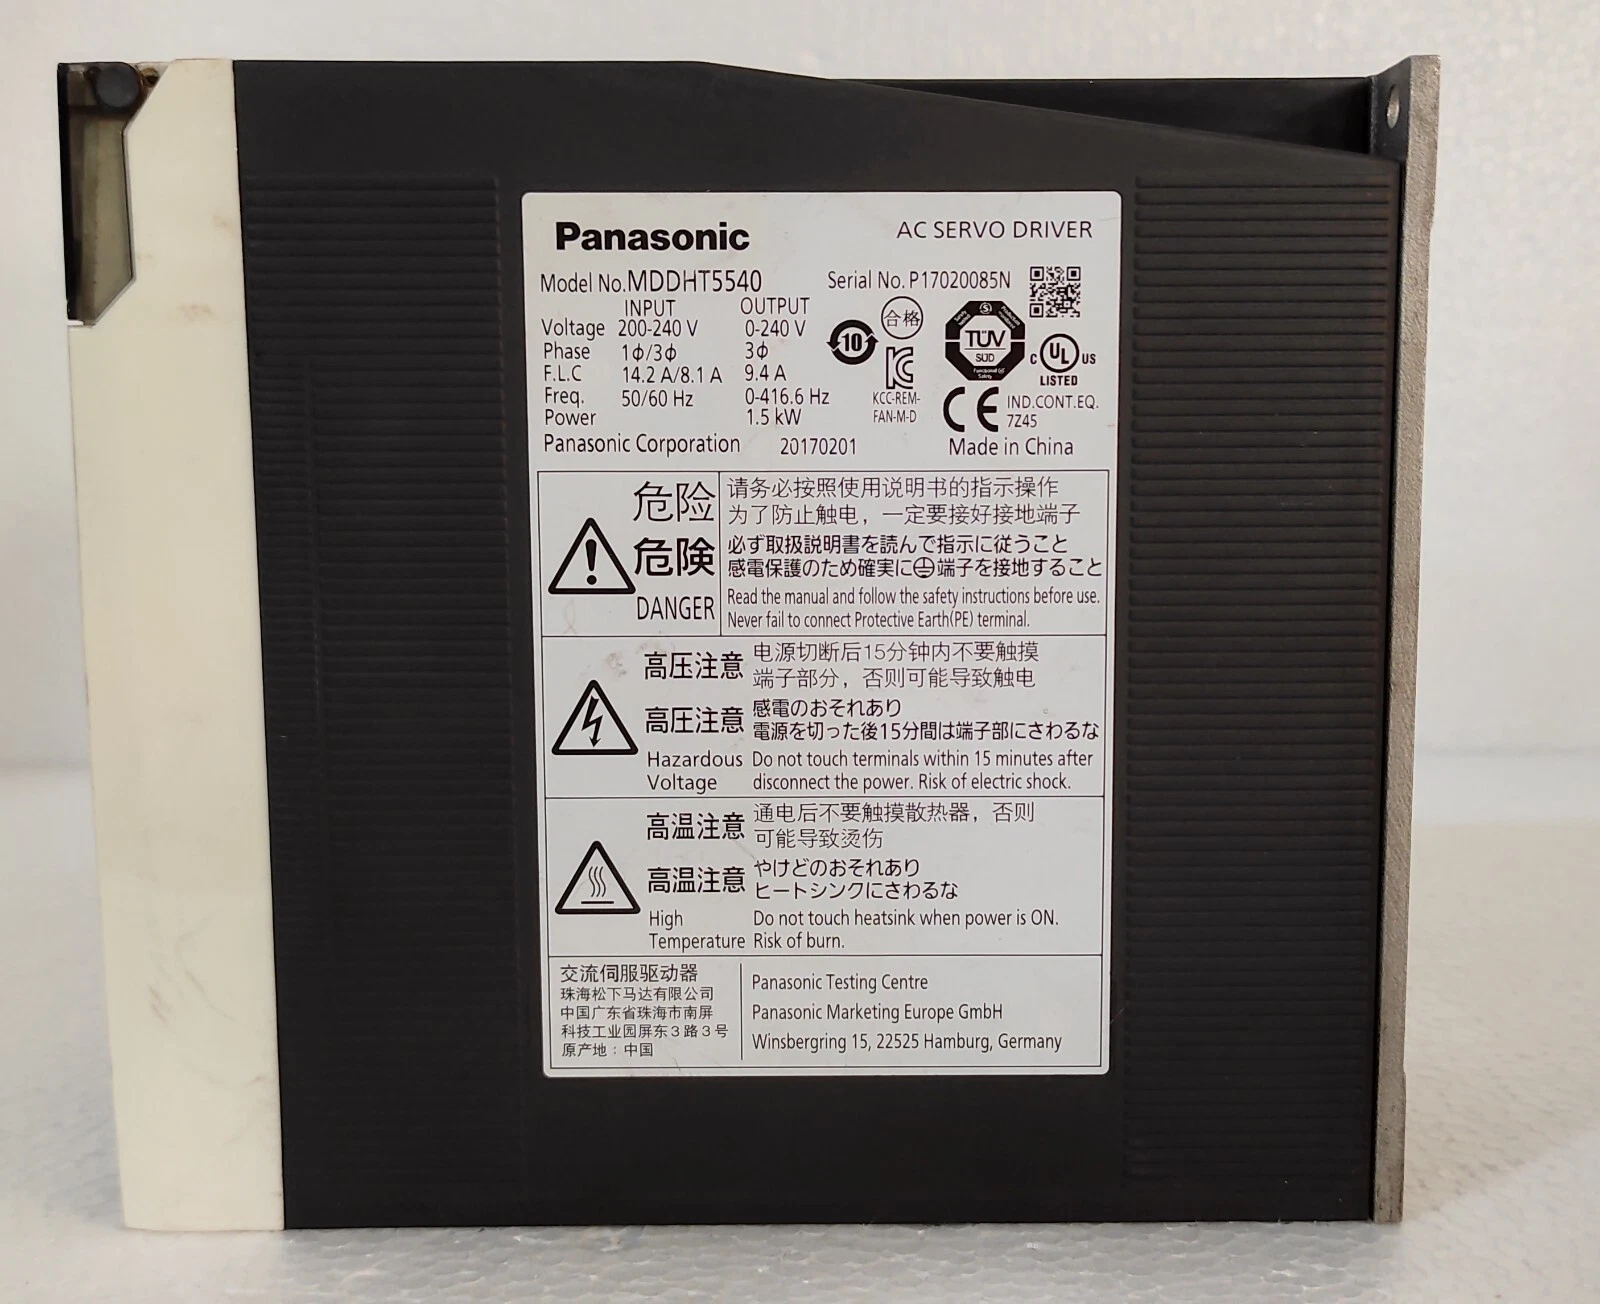 Panasonic AC SERVO DRIVER
Model No. MDDHT5540 Serial No. P17020085N
INPUT OUTPUT
Voltage 200-240 V 0-240 V
Phase 1ϕ/3ϕ 3ϕ
F.L.C 14.2 A/8.1 A 9.4 A
Freq. 50/60 Hz 0-416.6 Hz
Power 1.5 kW
10
合格
KCC-REM-
FAN-M-D
TÜV
SÜD
C UL US
LISTED
CE IND.CONT.EQ.
7Z45
Panasonic Corporation 20170201 Made in China
危险
危険
DANGER
请务必按照使用说明书的指示操作
为了防止触电，一定要接好接地端子
必ず取扱説明書を読んで指示に従うこと
感電保護のため確実に⏚端子を接地すること
Read the manual and follow the safety instructions before use.
Never fail to connect Protective Earth(PE) terminal.
高压注意
电源切断后15分钟内不要触摸
端子部分，否则可能导致触电
高圧注意
感電のおそれあり
電源を切った後15分間は端子部にさわるな
Hazardous
Voltage
Do not touch terminals within 15 minutes after
disconnect the power. Risk of electric shock.
高温注意
通电后不要触摸散热器，否则
可能导致烫伤
高温注意
やけどのおそれあり
ヒートシンクにさわるな
High
Temperature
Do not touch heatsink when power is ON.
Risk of burn.
交流伺服驱动器
珠海松下马达有限公司
中国广东省珠海市南屏
科技工业园屏东３路３号
原产地：中国
Panasonic Testing Centre
Panasonic Marketing Europe GmbH
Winsbergring 15, 22525 Hamburg, Germany